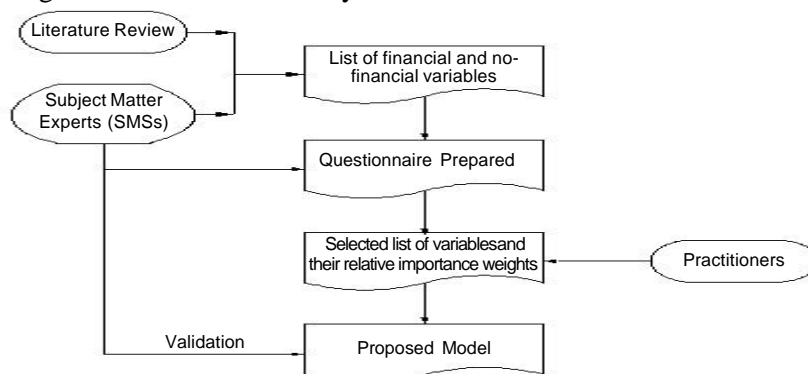 Literature Review
List of financial and no-
financial variables
Subject Matter
Experts (SMSs)
Questionnaire Prepared
Selected list of variablesand
their relative importance weights
Practitioners
Validation
Proposed Model